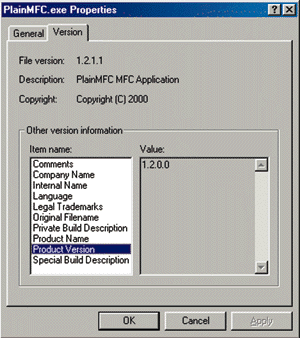 PlainMFC.exe Properties
General Version
File version: 1.2.1.1
Description: PlainMFC MFC Application
Copyright: Copyright (C) 2000
Other version information
Item name: Value:
Comments 1.2.0.0
Company Name
Internal Name
Language
Legal Trademarks
Original Filename
Private Build Description
Product Name
Product Version
Special Build Description
OK Cancel Apply